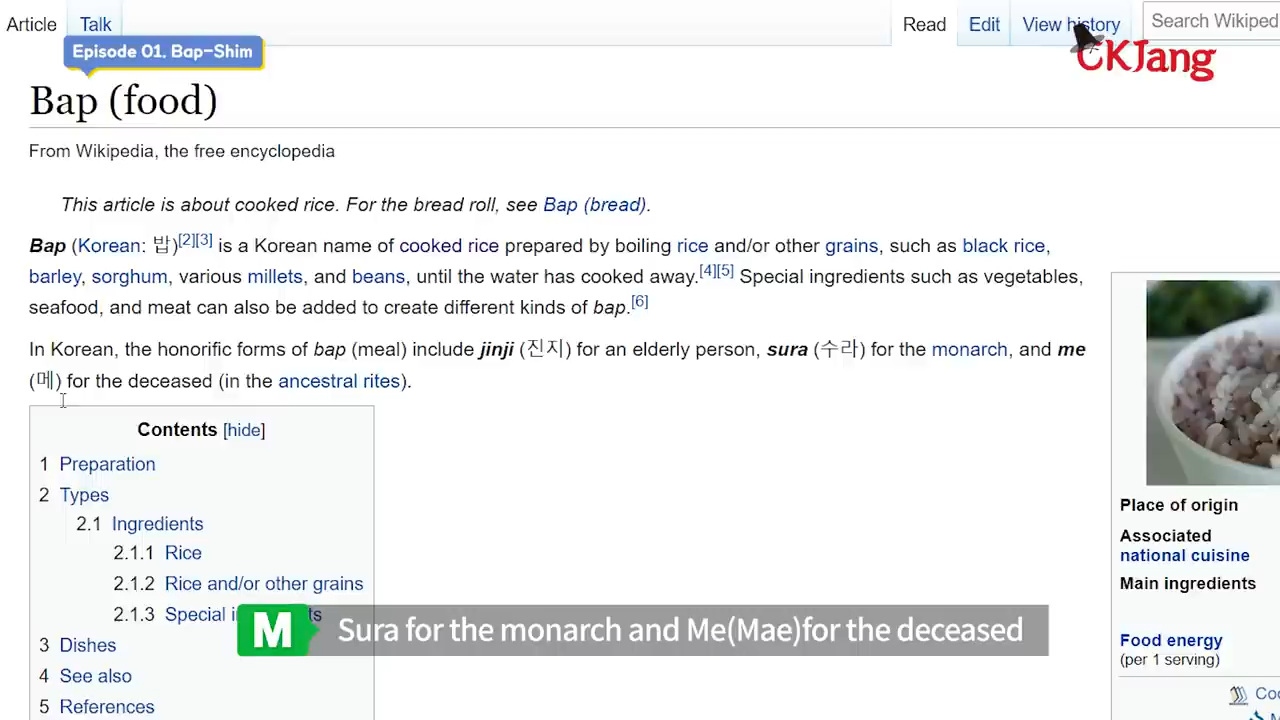 Article Talk Read Edit View history Search Wikiped
CKJang
Episode 01. Bap-Shim
Bap (food)
From Wikipedia, the free encyclopedia
This article is about cooked rice. For the bread roll, see Bap (bread).
Bap (Korean: 밥)[2][3] is a Korean name of cooked rice prepared by boiling rice and/or other grains, such as black rice,
barley, sorghum, various millets, and beans, until the water has cooked away.[4][5] Special ingredients such as vegetables,
seafood, and meat can also be added to create different kinds of bap.[6]
In Korean, the honorific forms of bap (meal) include jinji (진지) for an elderly person, sura (수라) for the monarch, and me
(메) for the deceased (in the ancestral rites).
Contents [hide]
1 Preparation
2 Types
2.1 Ingredients
2.1.1 Rice
2.1.2 Rice and/or other grains
2.1.3 Special i ts
3 Dishes
4 See also
5 References
Place of origin
Associated
national cuisine
Main ingredients
Food energy
(per 1 serving)
Coo
M Sura for the monarch and Me(Mae)for the deceased